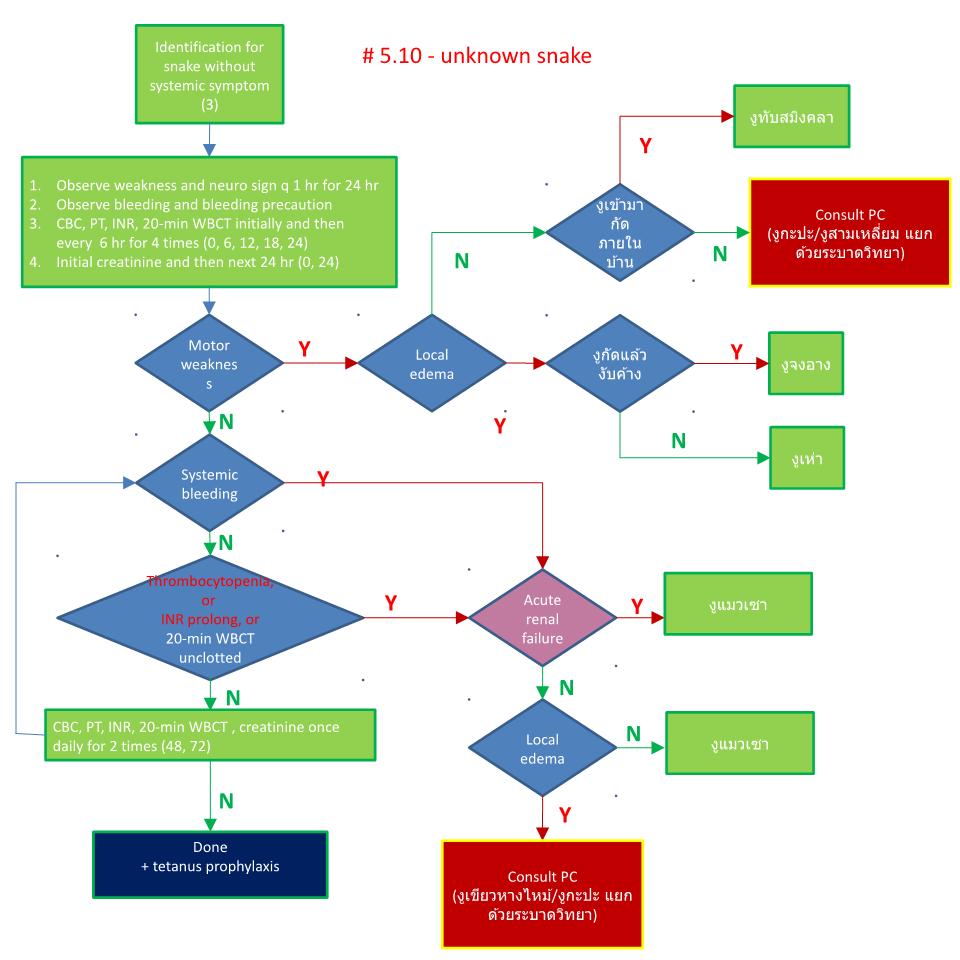 # 5.10 - unknown snake
Identification for
snake without
systemic symptom
(3)
1. Observe weakness and neuro sign q 1 hr for 24 hr
2. Observe bleeding and bleeding precaution
3. CBC, PT, INR, 20-min WBCT initially and then
every 6 hr for 4 times (0, 6, 12, 18, 24)
4. Initial creatinine and then next 24 hr (0, 24)
งูเข้ามา
กัด
ภายใน
บ้าน
Y
งูทับสมิงคลา
N
Consult PC
(งูกะปะ/งูสามเหลี่ยม แยก
ด้วยระบาดวิทยา)
Motor
weaknes
s
Y
Local
edema
N
Y
งูกัดแล้ว
งับค้าง
Y
งูจงอาง
N
งูเห่า
N
Systemic
bleeding
Y
N
Thrombocytopenia,
or
INR prolong, or
20-min WBCT
unclotted
Y
Acute
renal
failure
Y
งูแมวเซา
N
Local
edema
N
งูแมวเซา
Y
Consult PC
(งูเขียวหางไหม้/งูกะปะ แยก
ด้วยระบาดวิทยา)
N
CBC, PT, INR, 20-min WBCT , creatinine once
daily for 2 times (48, 72)
N
Done
+ tetanus prophylaxis